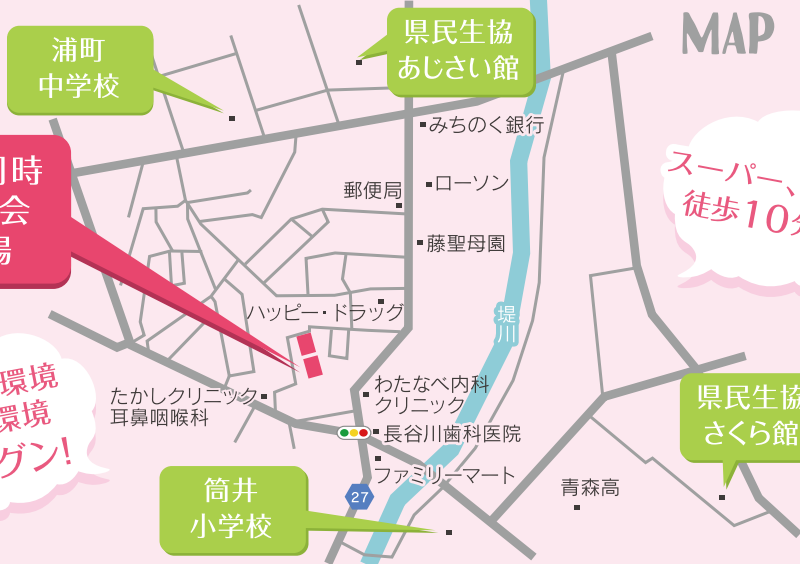 MAP
浦町
中学校
県民生協
あじさい館
みちのく銀行
ローソン
郵便局
藤聖母園
スーパー、
徒歩10分
時
会
場
ハッピー・ドラッグ
堤川
環境
環境
グン!
たかしクリニック
耳鼻咽喉科
わたなべ内科
クリニック
長谷川歯科医院
ファミリーマート
県民生協
さくら館
筒井
小学校
27
青森高